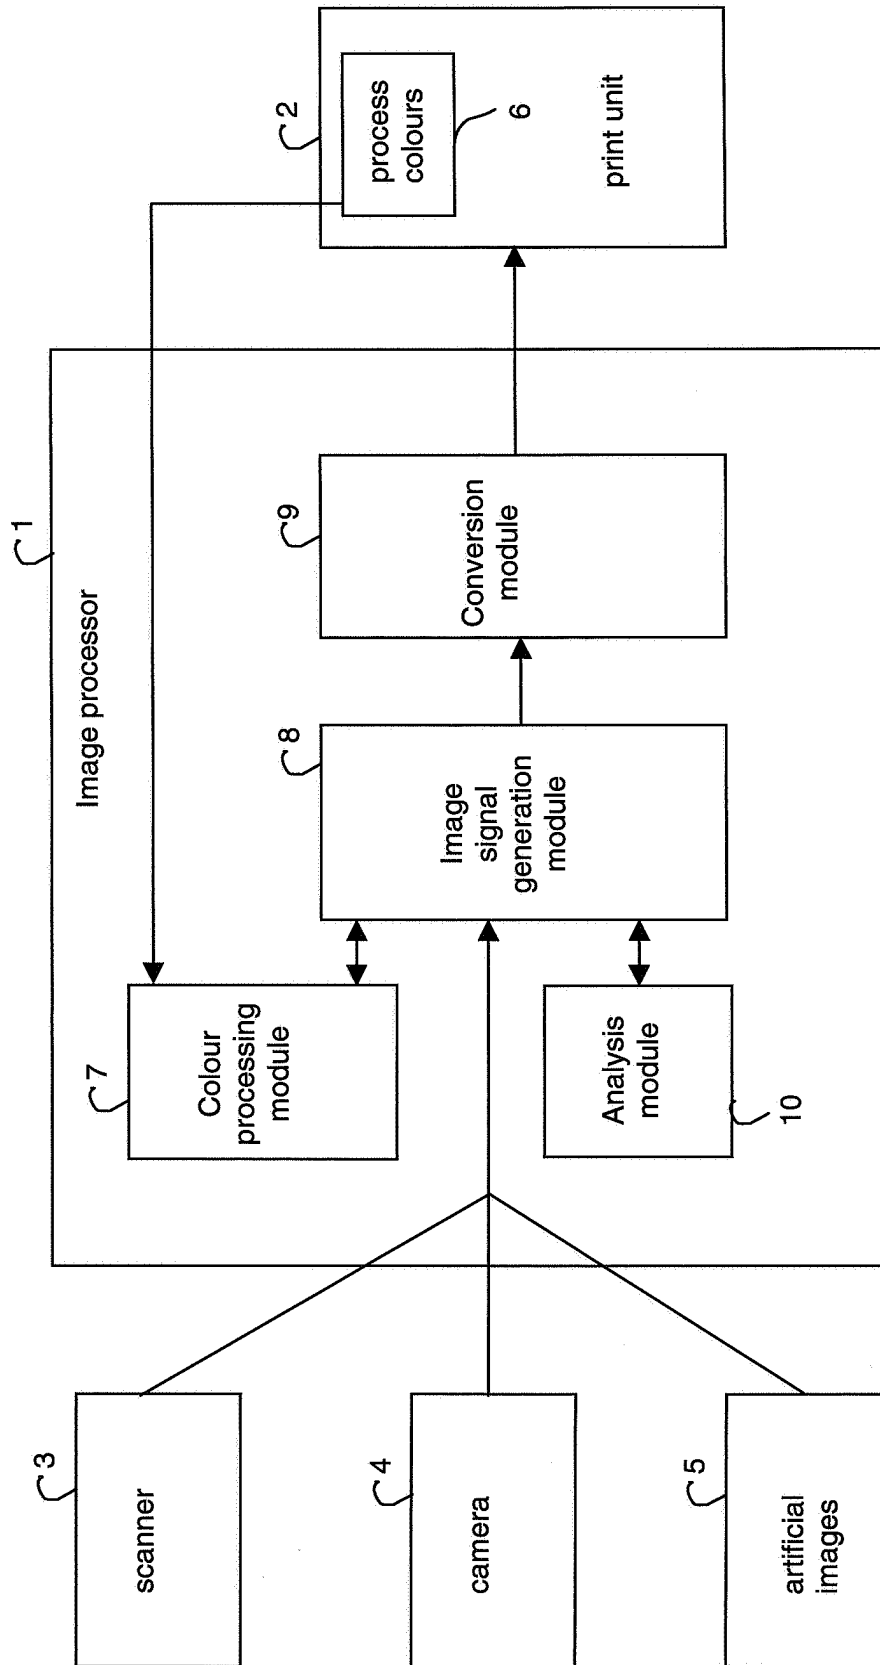 3
scanner
4
camera
5
artificial
images
1
Image processor
7
Colour
processing
module
10
Analysis
module
8
Image
signal
generation
module
9
Conversion
module
2
process
colours
6
print unit